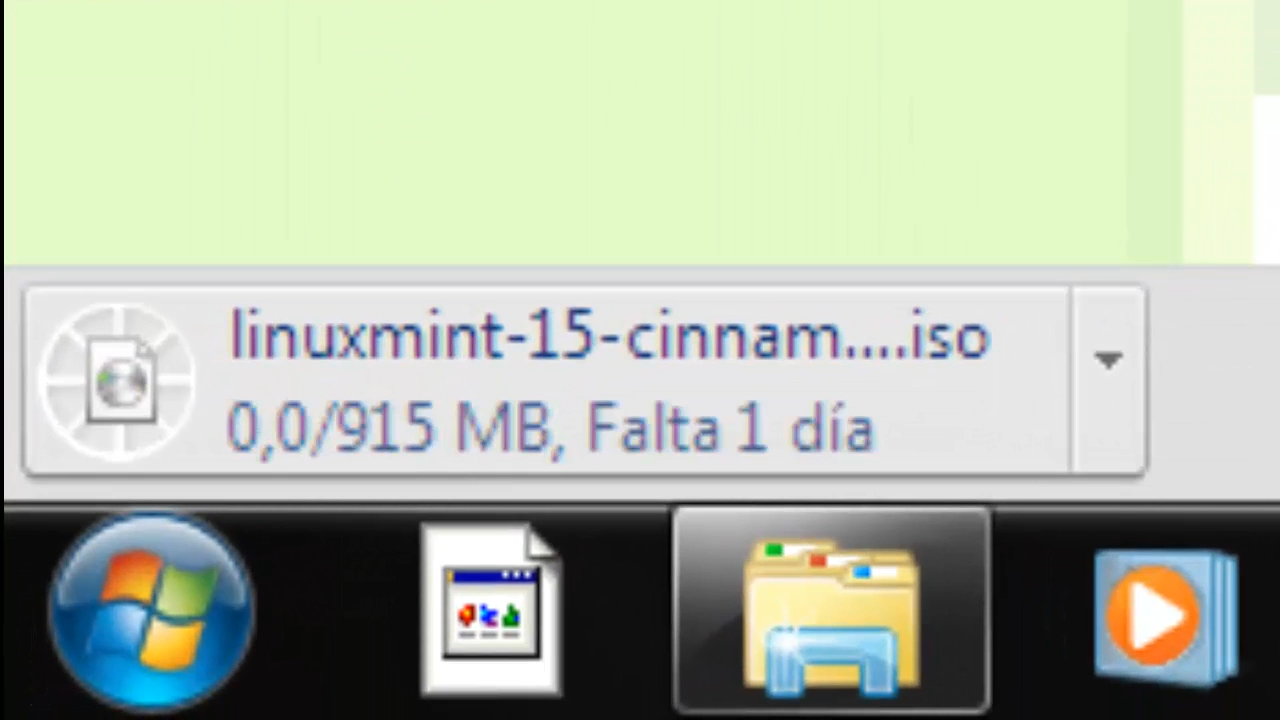 linuxmint-15-cinnam....iso
0,0/915 MB, Falta 1 día